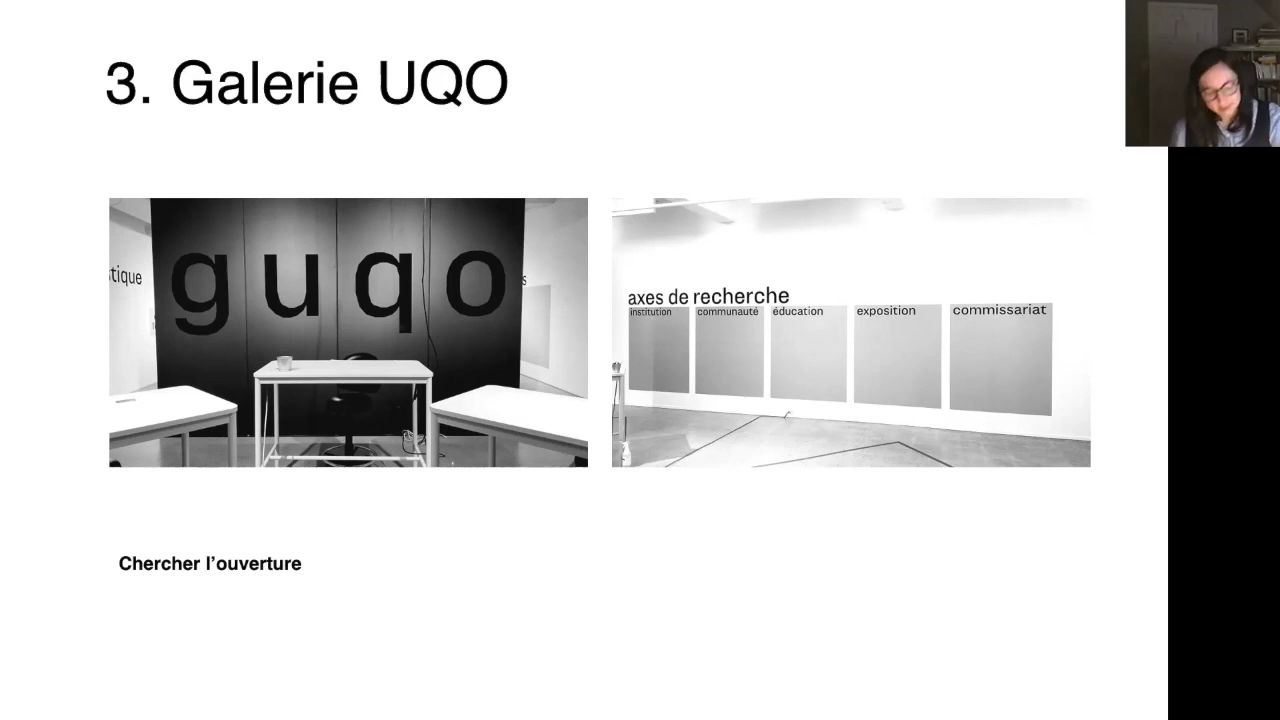 3. Galerie UQO
tique
guqo
s
axes de recherche
institution
communauté
éducation
exposition
commissariat
Chercher l’ouverture